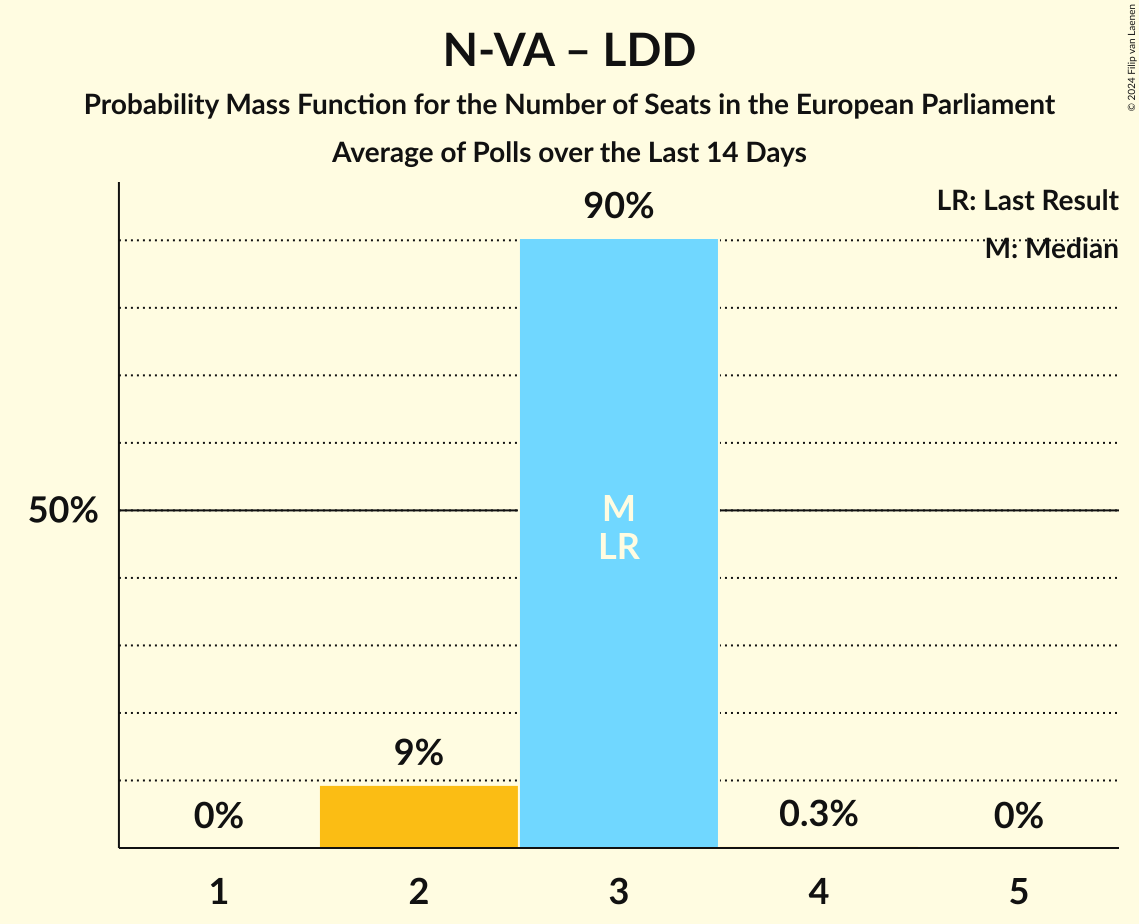 N-VA – LDD
Probability Mass Function for the Number of Seats in the European Parliament
Average of Polls over the Last 14 Days
© 2024 Filip van Laenen
LR: Last Result
M: Median
90%
50%
M
LR
9%
0%
0.3%
0%
1 2 3 4 5